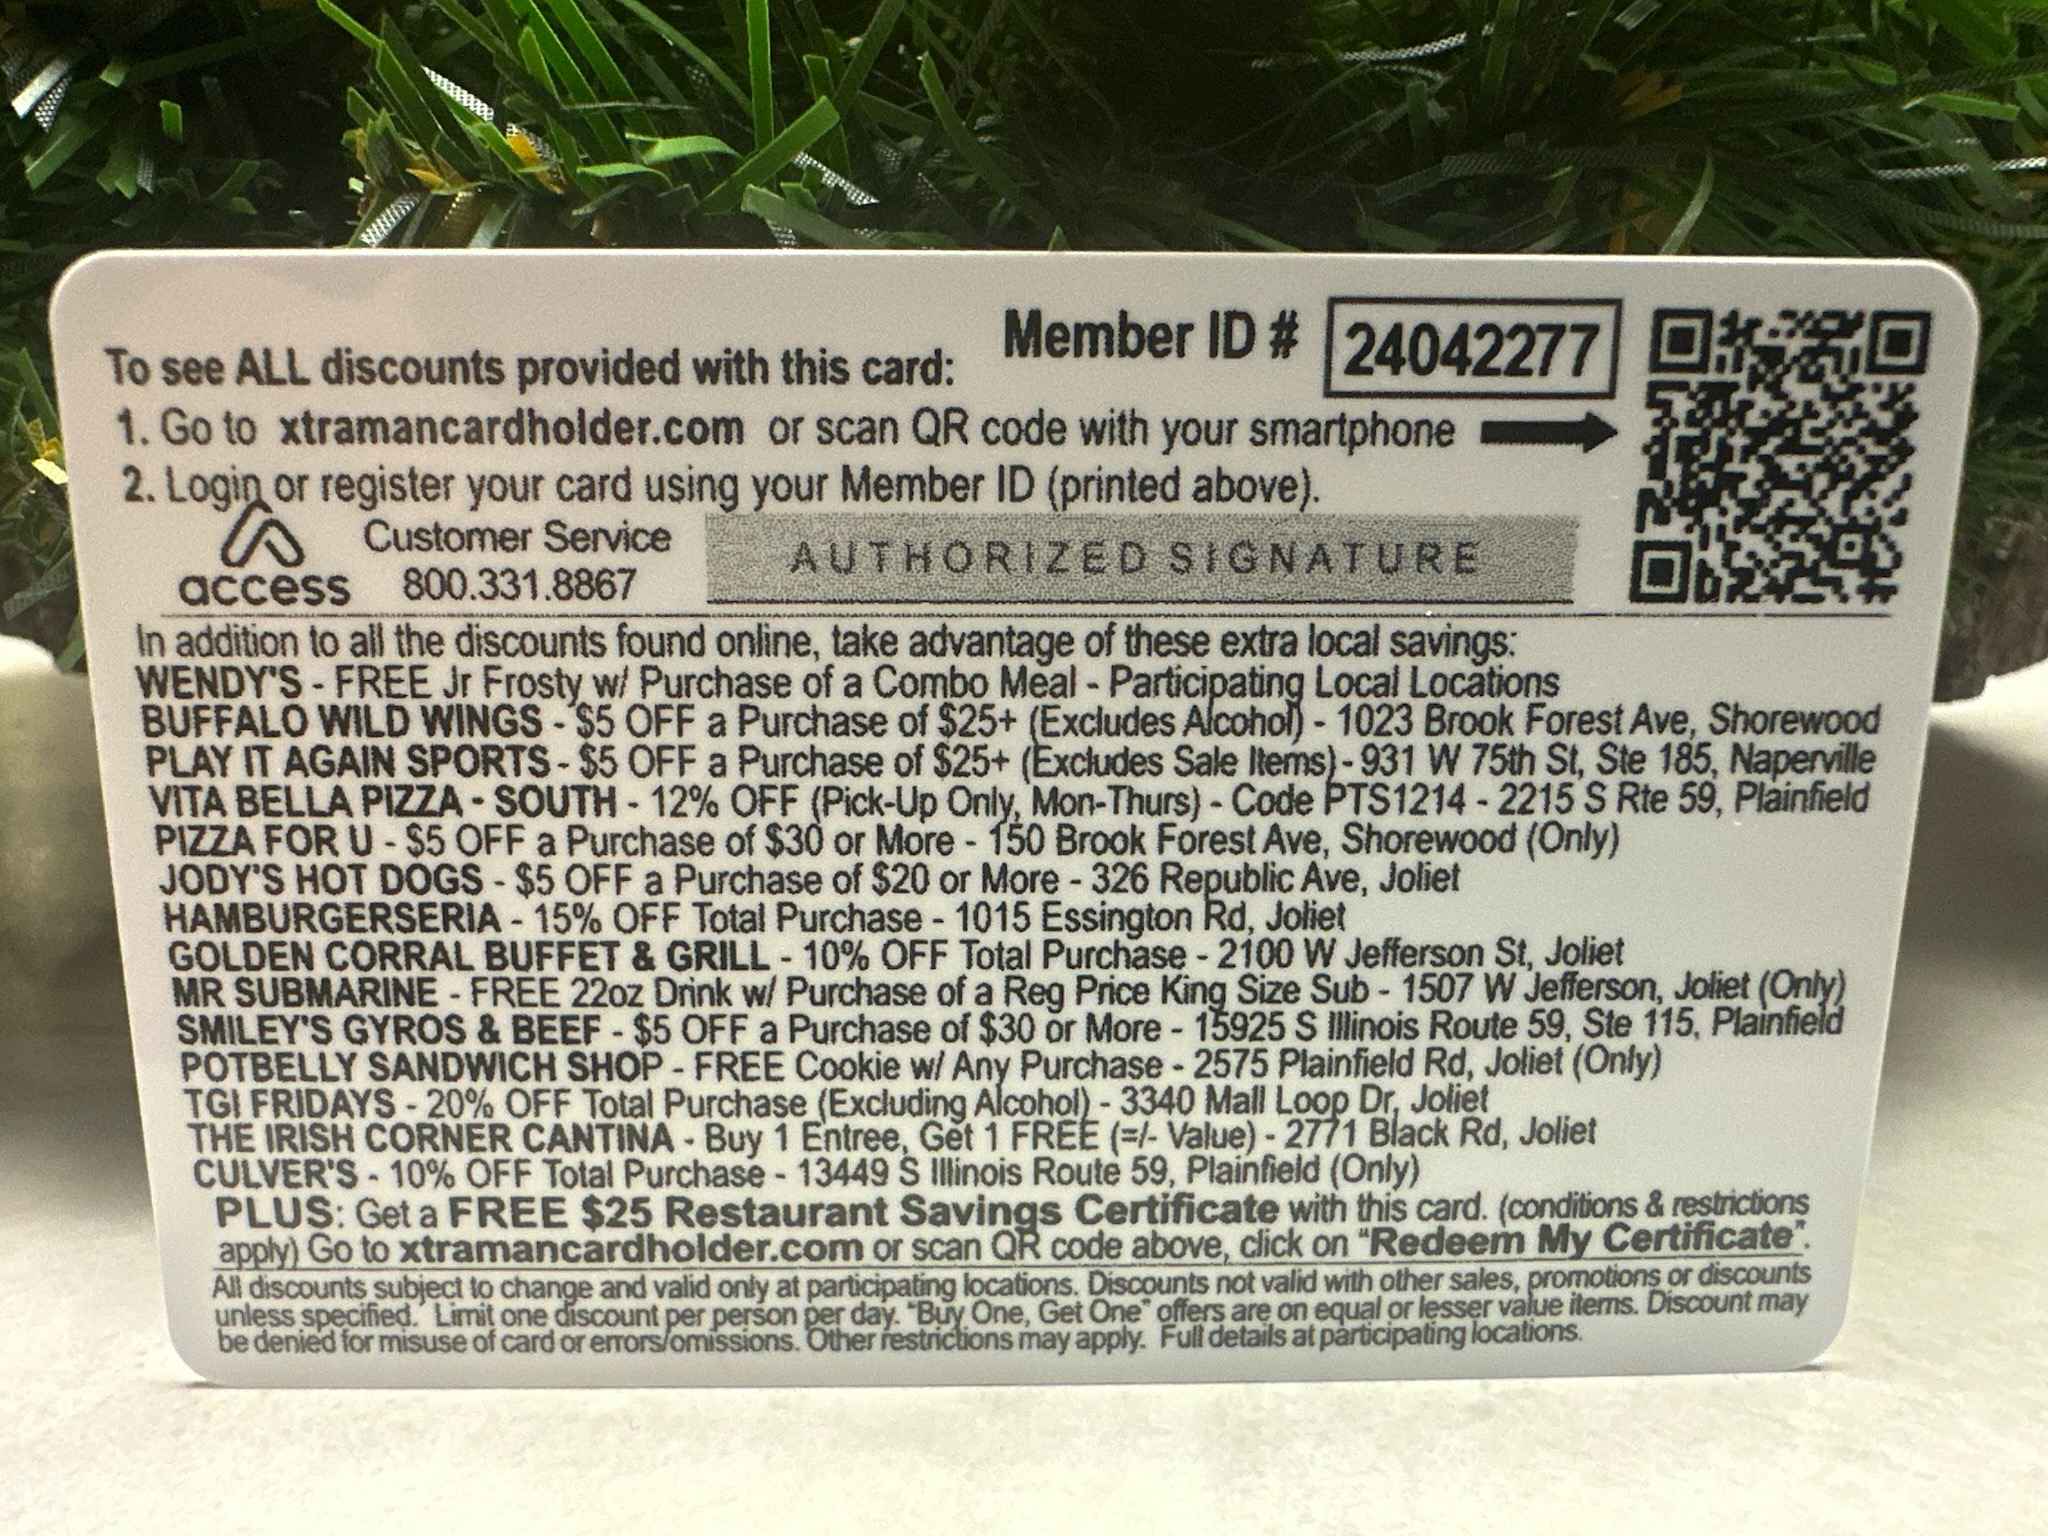 Member ID # 24042277
To see ALL discounts provided with this card:
1. Go to xtramancardholder.com or scan QR code with your smartphone
2. Login or register your card using your Member ID (printed above).
access
Customer Service
800.331.8867
AUTHORIZED SIGNATURE
In addition to all the discounts found online, take advantage of these extra local savings:
WENDY'S - FREE Jr Frosty w/ Purchase of a Combo Meal - Participating Local Locations
BUFFALO WILD WINGS - $5 OFF a Purchase of $25+ (Excludes Alcohol) - 1023 Brook Forest Ave, Shorewood
PLAY IT AGAIN SPORTS - $5 OFF a Purchase of $25+ (Excludes Sale Items) - 931 W 75th St, Ste 185, Naperville
VITA BELLA PIZZA - SOUTH - 12% OFF (Pick-Up Only, Mon-Thurs) - Code PTS1214 - 2215 S Rte 59, Plainfield
PIZZA FOR U - $5 OFF a Purchase of $30 or More - 150 Brook Forest Ave, Shorewood (Only)
JODY'S HOT DOGS - $5 OFF a Purchase of $20 or More - 326 Republic Ave, Joliet
HAMBURGERSERIA - 15% OFF Total Purchase - 1015 Essington Rd, Joliet
GOLDEN CORRAL BUFFET & GRILL - 10% OFF Total Purchase - 2100 W Jefferson St, Joliet
MR SUBMARINE - FREE 22oz Drink w/ Purchase of a Reg Price King Size Sub - 1507 W Jefferson, Joliet (Only)
SMILEY'S GYROS & BEEF - $5 OFF a Purchase of $30 or More - 15925 S Illinois Route 59, Ste 115, Plainfield
POTBELLY SANDWICH SHOP - FREE Cookie w/ Any Purchase - 2575 Plainfield Rd, Joliet (Only)
TGI FRIDAYS - 20% OFF Total Purchase (Excluding Alcohol) - 3340 Mall Loop Dr, Joliet
THE IRISH CORNER CANTINA - Buy 1 Entree, Get 1 FREE (=/- Value) - 2771 Black Rd, Joliet
CULVER'S - 10% OFF Total Purchase - 13449 S Illinois Route 59, Plainfield (Only)
PLUS: Get a FREE $25 Restaurant Savings Certificate with this card. (conditions & restrictions
apply) Go to xtramancardholder.com or scan QR code above, click on "Redeem My Certificate".
All discounts subject to change and valid only at participating locations. Discounts not valid with other sales, promotions or discounts
unless specified. Limit one discount per person per day. "Buy One, Get One" offers are on equal or lesser value items. Discount may
be denied for misuse of card or errors/omissions. Other restrictions may apply. Full details at participating locations.